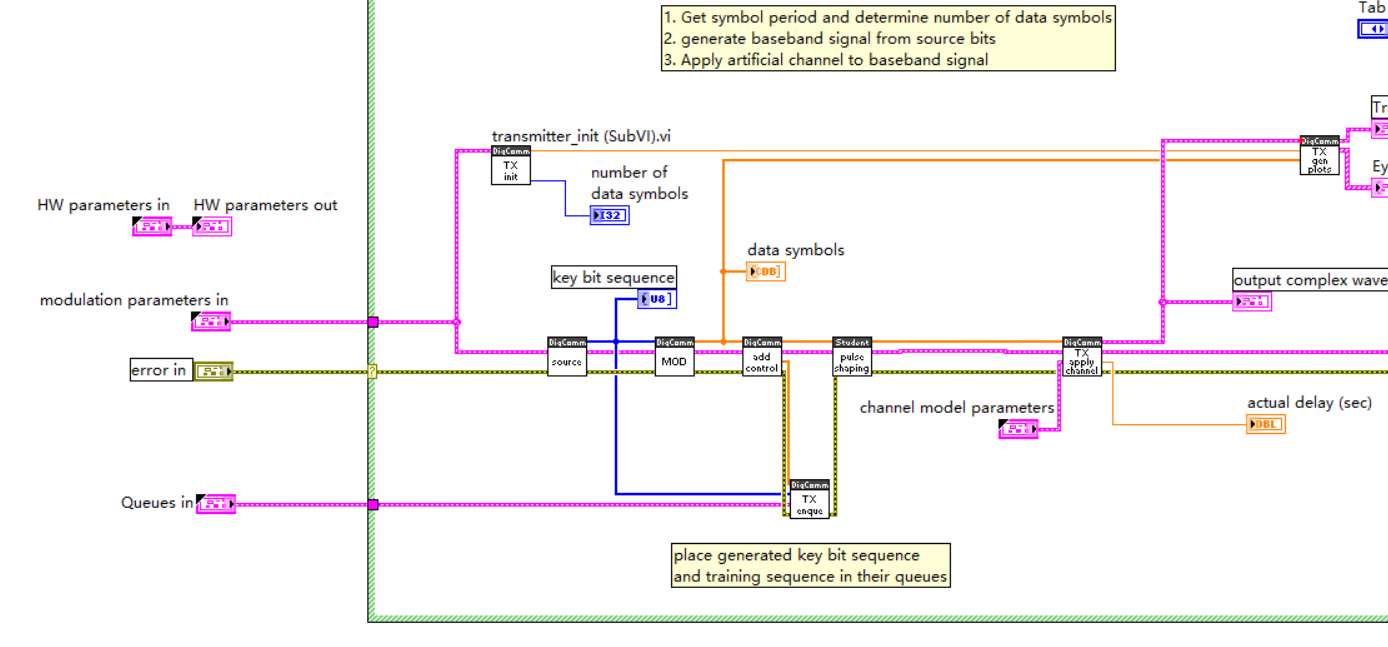 1. Get symbol period and determine number of data symbols
2. generate baseband signal from source bits
3. Apply artificial channel to baseband signal
Tab
transmitter_init (SubVI).vi
DigComm
TX
init
number of
data symbols
I32
Tr
DigComm
TX
gen
plots
Ey
HW parameters in
HW parameters out
data symbols
CDB]
key bit sequence
U8]
output complex wave
modulation parameters in
error in
?
DigComm
source
DigComm
MOD
DigComm
add
control
Student
pulse
shaping
DigComm
TX
apply
channel
channel model parameters
actual delay (sec)
DBL
Queues in
DigComm
TX
enque
place generated key bit sequence
and training sequence in their queues